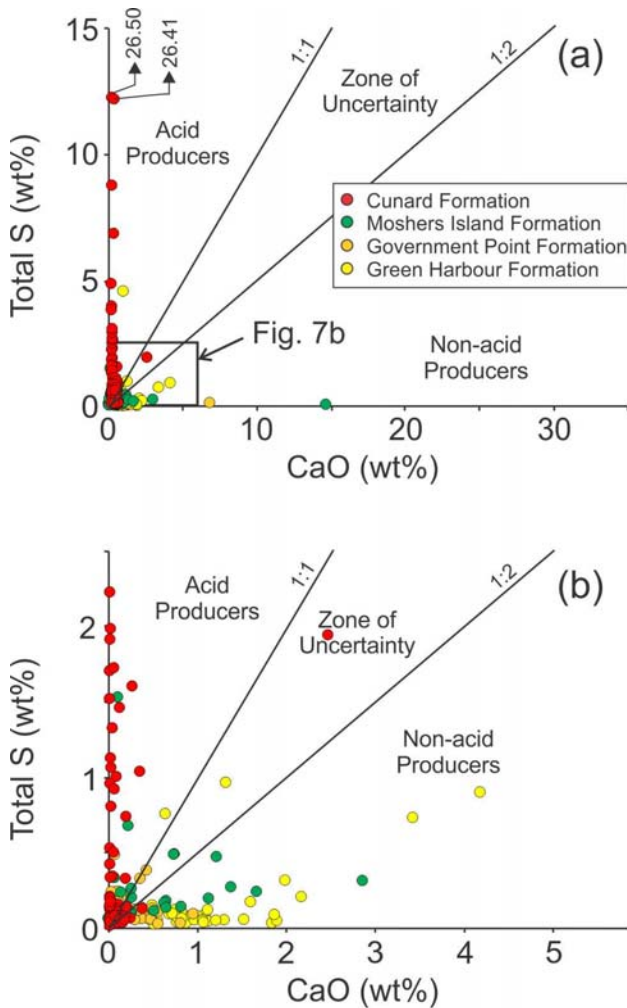 26.50
26.41
15
10
5
0
Total S (wt%)
1:1
1:2
(a)
Zone of
Uncertainty
Acid
Producers
Cunard Formation
Moshers Island Formation
Government Point Formation
Green Harbour Formation
Fig. 7b
Non-acid
Producers
0
10
20
30
CaO (wt%)
2
1
0
Total S (wt%)
1:1
1:2
(b)
Acid
Producers
Zone of
Uncertainty
Non-acid
Producers
0
1
2
3
4
5
CaO (wt%)